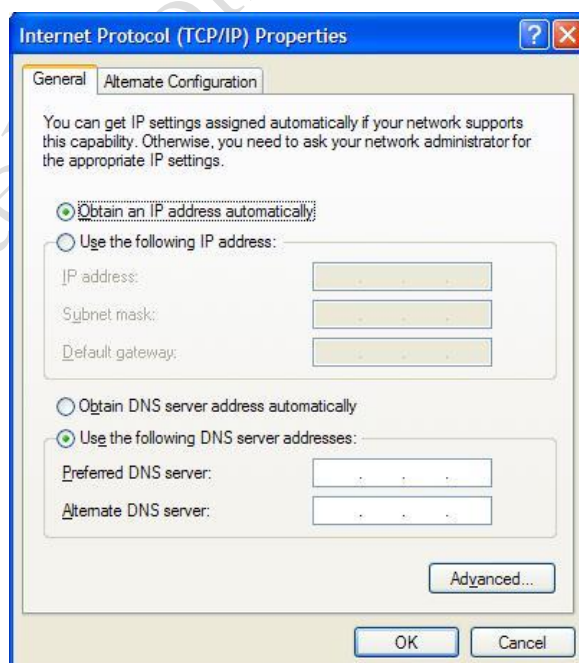 Internet Protocol (TCP/IP) Properties
General
Alternate Configuration
You can get IP settings assigned automatically if your network supports
this capability. Otherwise, you need to ask your network administrator for
the appropriate IP settings.
Obtain an IP address automatically
Use the following IP address:
IP address:
Subnet mask:
Default gateway:
Obtain DNS server address automatically
Use the following DNS server addresses:
Preferred DNS server:
Alternate DNS server:
Advanced...
OK
Cancel